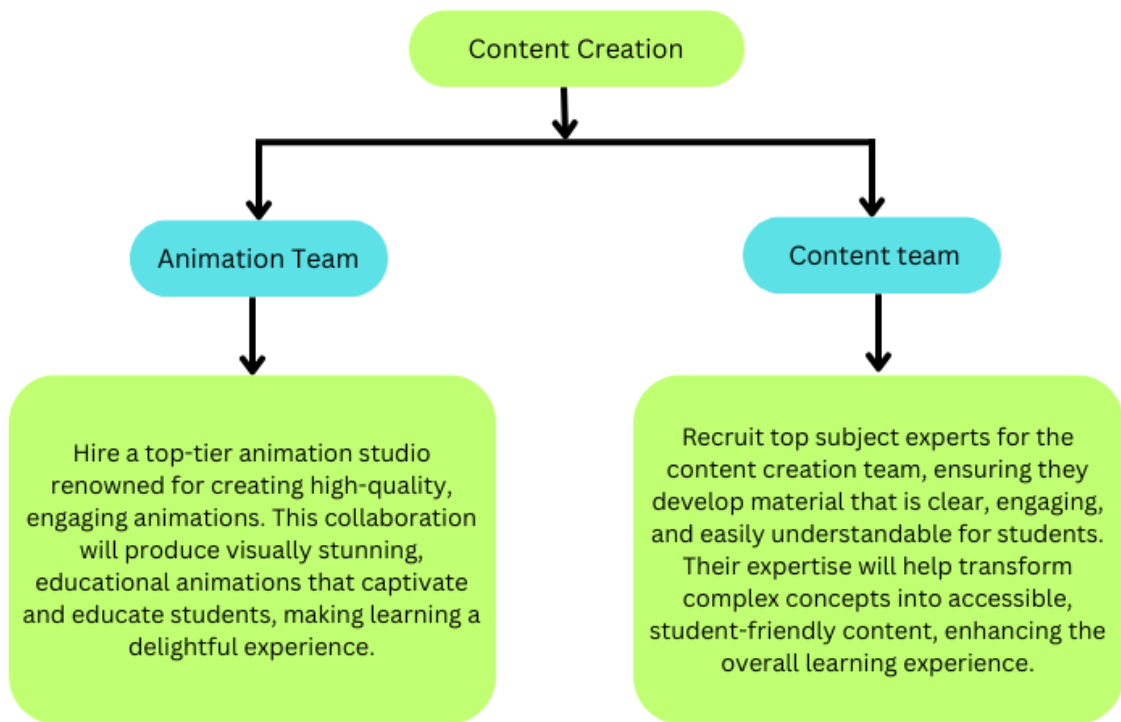 Content Creation
Animation Team
Content team
Hire a top-tier animation studio
renowned for creating high-quality,
engaging animations. This collaboration
will produce visually stunning,
educational animations that captivate
and educate students, making learning a
delightful experience.
Recruit top subject experts for the
content creation team, ensuring they
develop material that is clear, engaging,
and easily understandable for students.
Their expertise will help transform
complex concepts into accessible,
student-friendly content, enhancing the
overall learning experience.